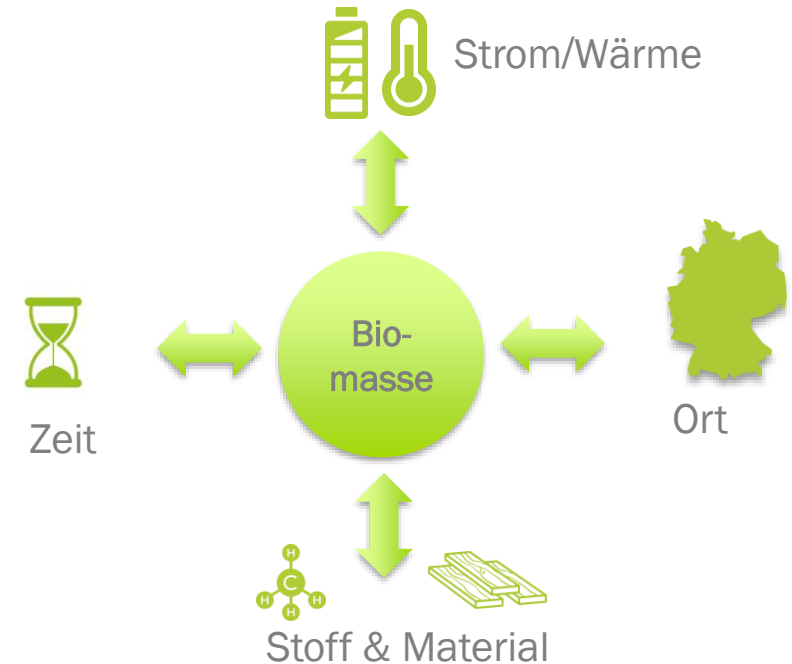 Strom/Wärme
Bio-
masse
Zeit
Ort
H
C
H
H
H
Stoff & Material